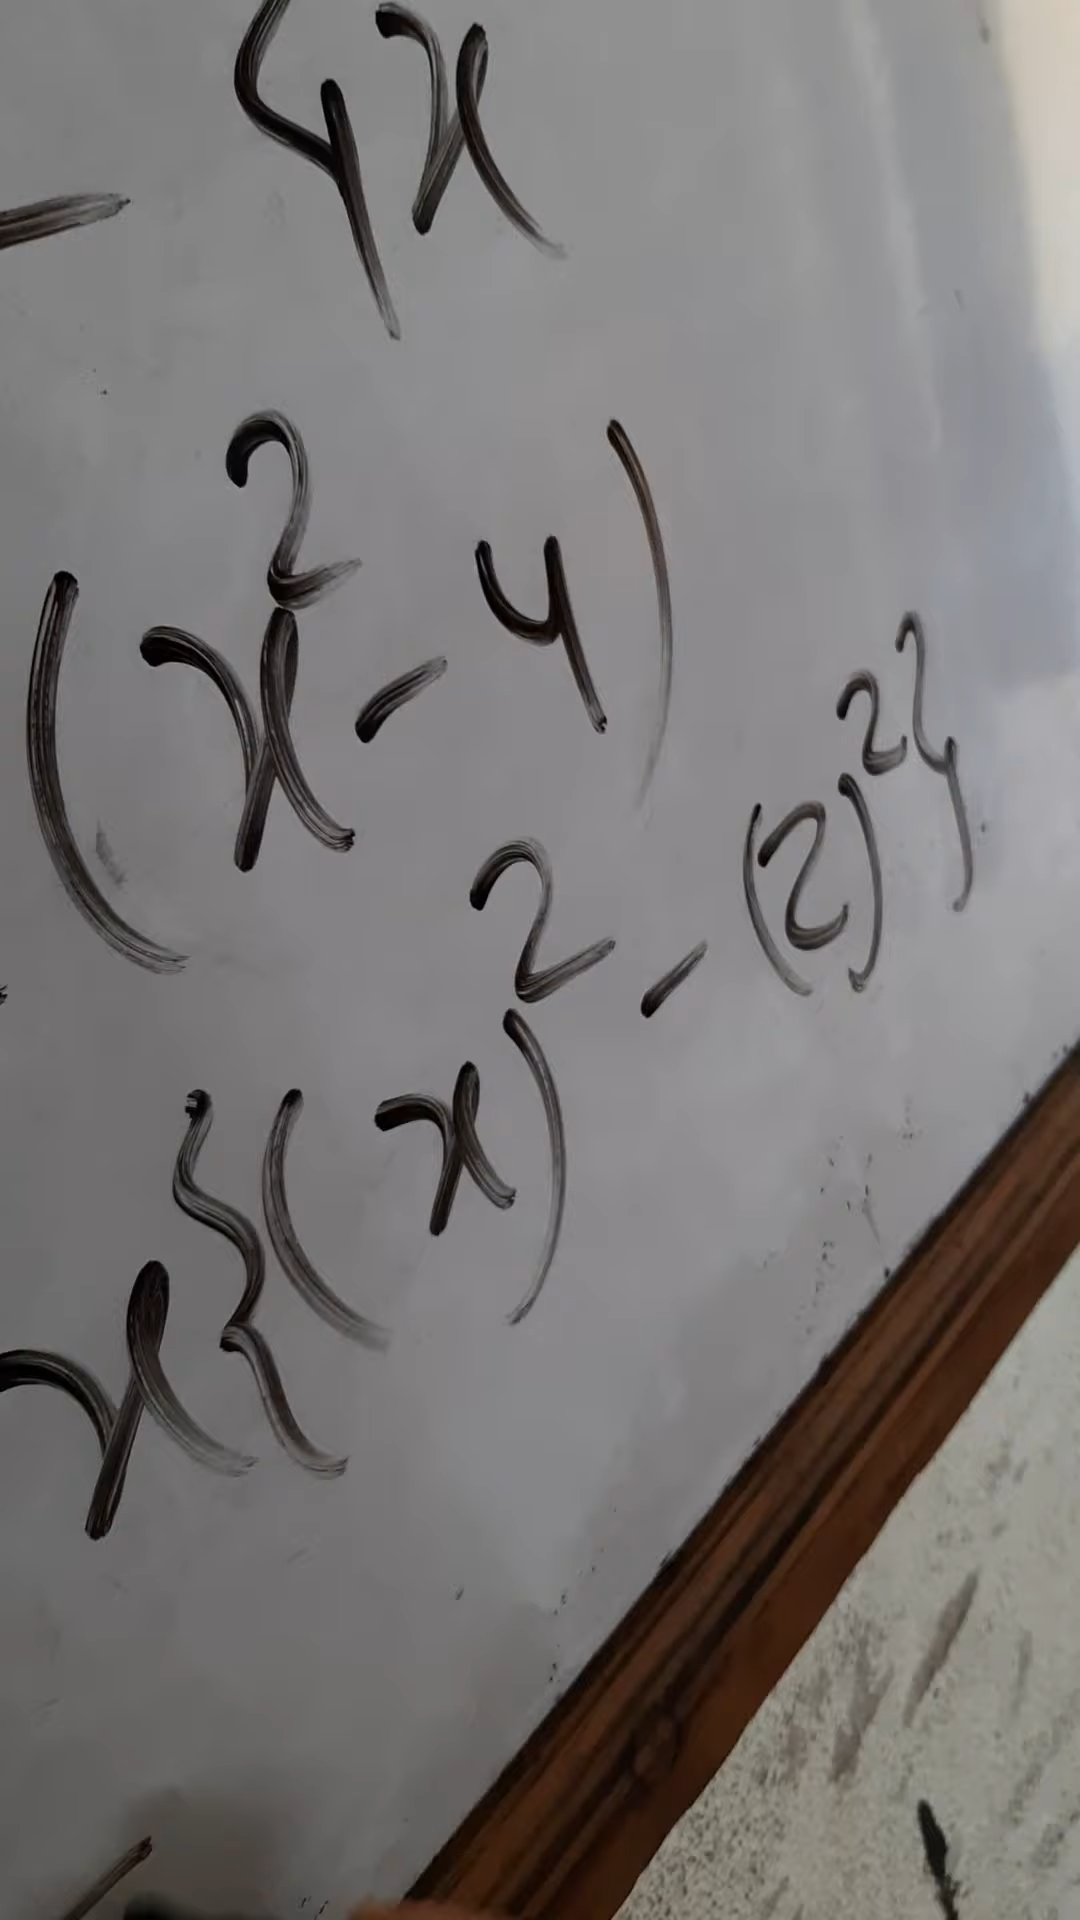 - 4x
(x² - 4)
x{(x)² - (2)²}